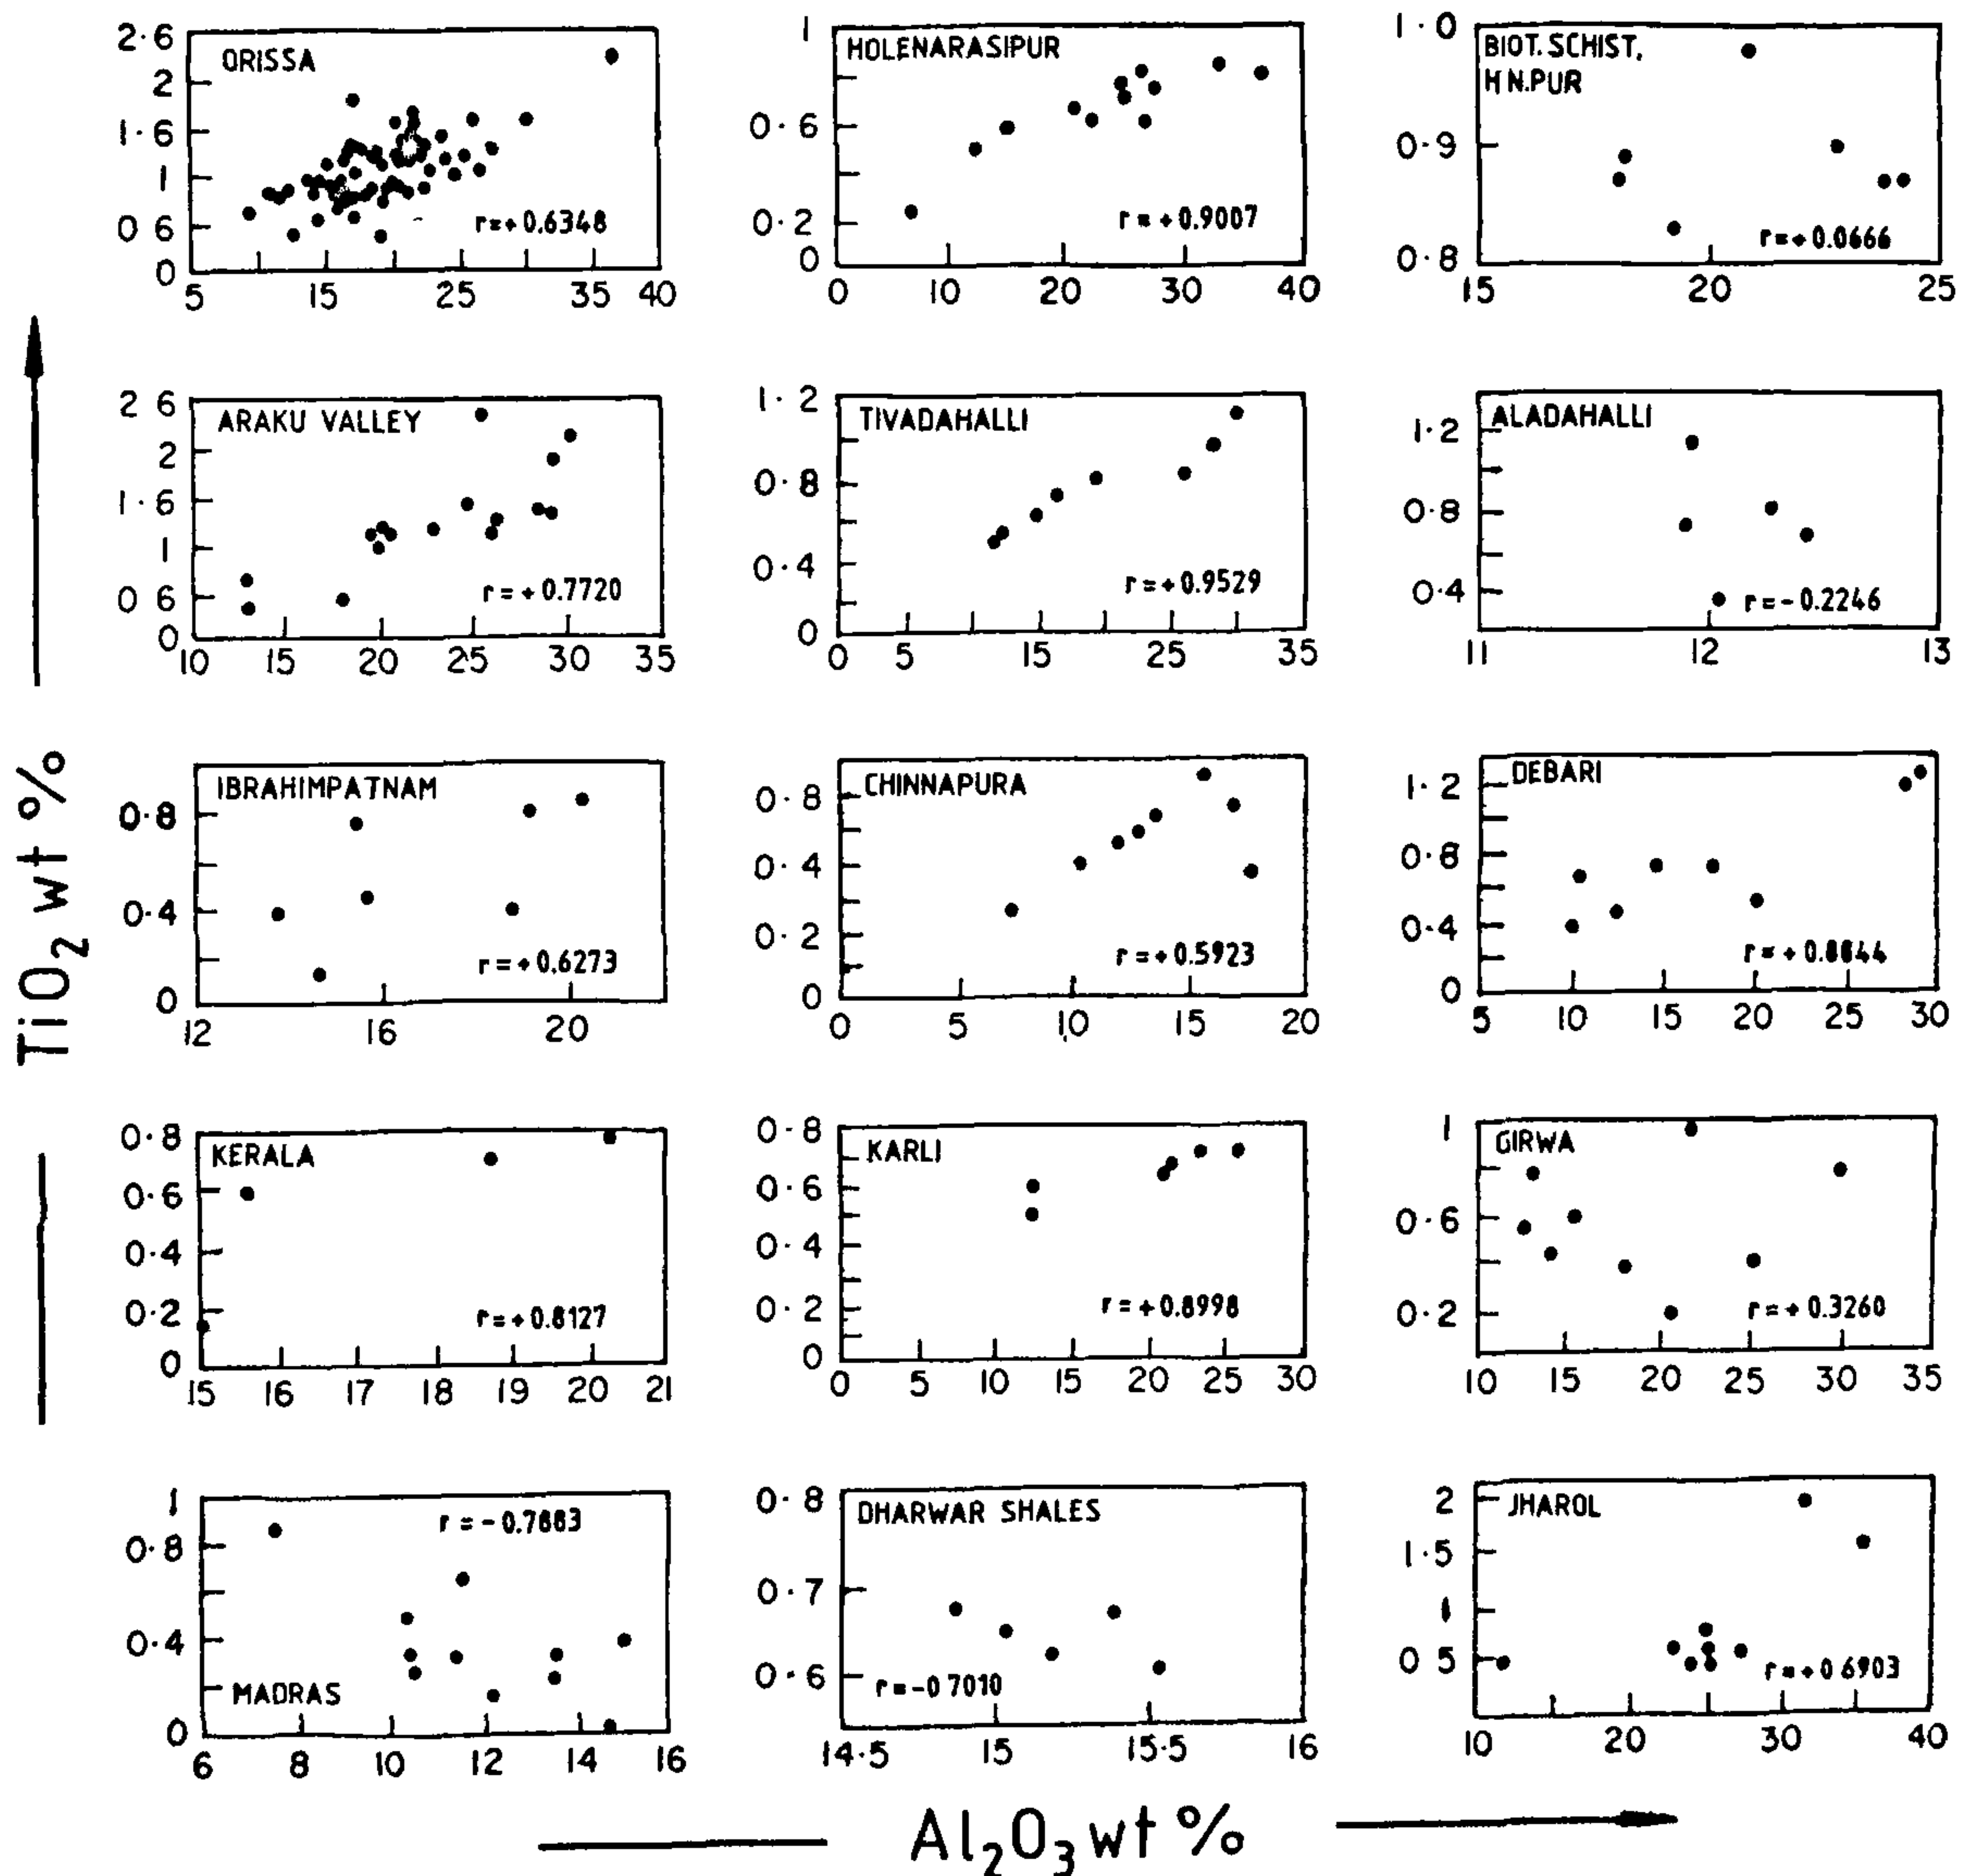 2·6
2
1·6
1
0 6
0
ORISSA
r=+0.6348
5 15 25 35 40
1
0·6
0·2
0
HOLENARASIPUR
r=+0.9007
0 10 20 30 40
1·0
0·9
0·8
BIOT. SCHIST,
H N.PUR
r=+0.0666
15 20 25
2 6
2
1·6
1
0 6
0
ARAKU VALLEY
r=+0.7720
10 15 20 25 30 35
1·2
0·8
0·4
0
TIVADAHALLI
r=+0.9529
0 5 15 25 35
1·2
0·8
0·4
ALADAHALLI
r=-0.2246
11 12 13
0·8
0·4
0
IBRAHIMPATNAM
r=+0.6273
12 16 20
0·8
0·4
0·2
0
CHINNAPURA
r=+0.5923
0 5 10 15 20
1·2
0·8
0·4
0
DEBARI
r=+0.8844
5 10 15 20 25 30
0·8
0·6
0·4
0·2
0
KERALA
r=+0.8127
15 16 17 18 19 20 21
0·8
0·6
0·4
0·2
0
KARLI
r=+0.8998
0 5 10 15 20 25 30
1
0·6
0·2
GIRWA
r=+0.3260
10 15 20 25 30 35
1
0·8
0·4
0
r=-0.7883
MADRAS
6 8 10 12 14 16
0·8
0·7
0·6
DHARWAR SHALES
r=-0 7010
14·5 15 15·5 16
2
1·5
1
0 5
JHAROL
r=+0 6903
10 20 30 40
TiO₂ wt %
Al₂O₃ wt %